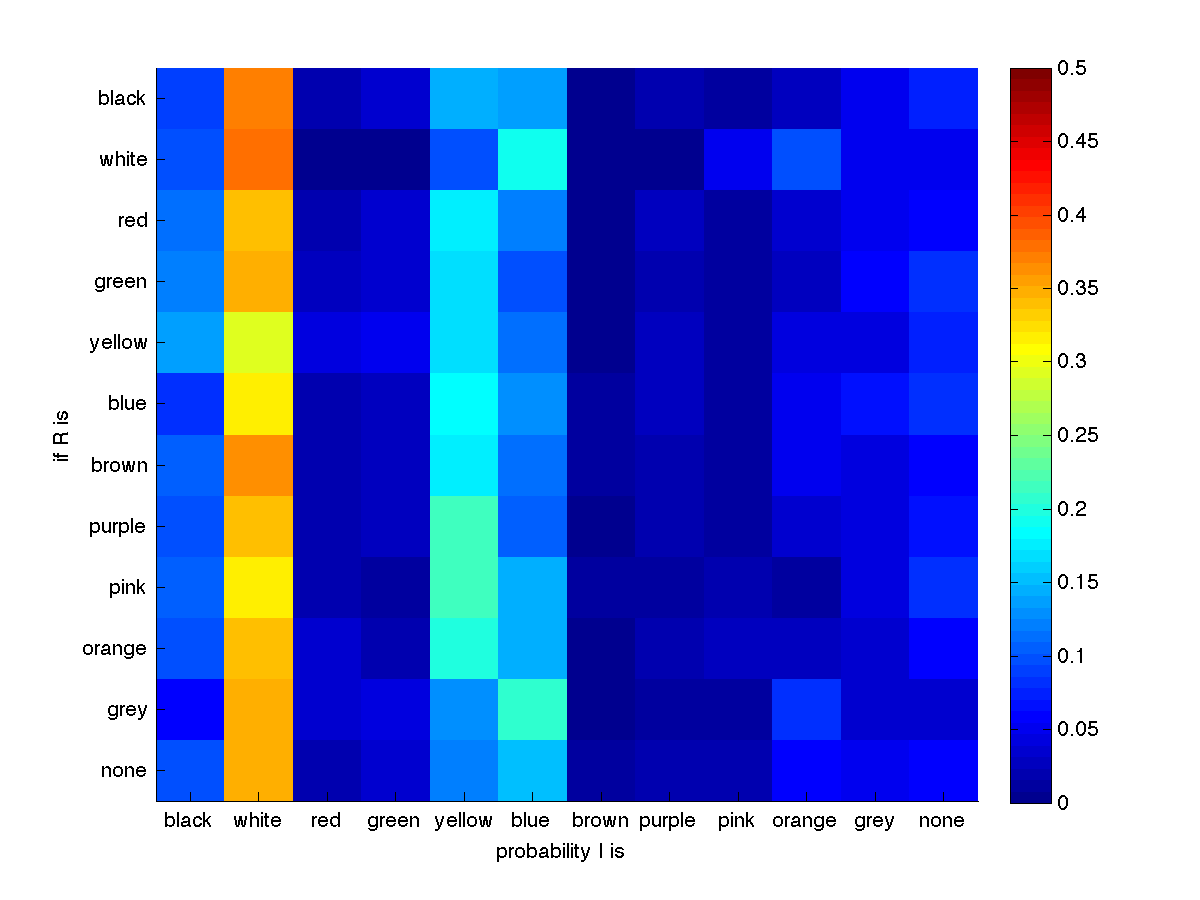 black
white
red
green
yellow
blue
brown
purple
pink
orange
grey
none
if R is
black white red green yellow blue brown purple pink orange grey none
probability I is
0.5
0.45
0.4
0.35
0.3
0.25
0.2
0.15
0.1
0.05
0